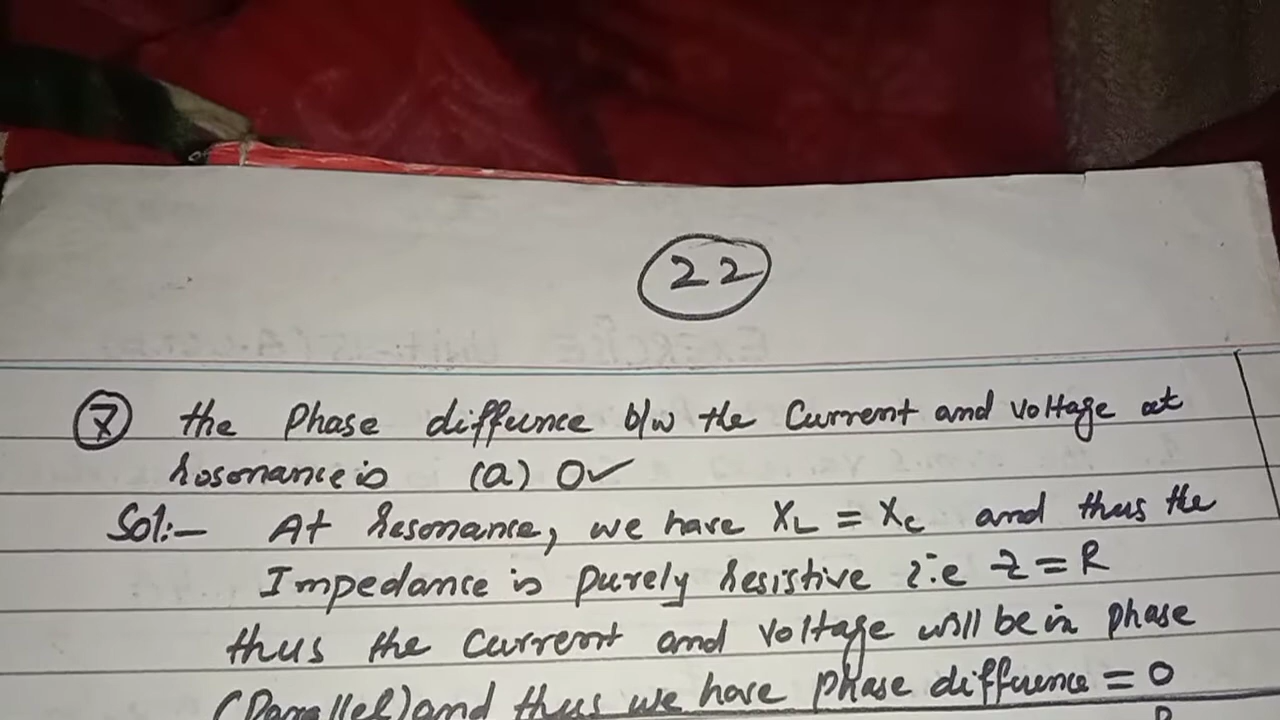 22
7 the Phase diffeunce b/w the Current and voltage at
resonance is (a) 0✓
Sol:- At resonance, we have XL = Xc and thus the
Impedance is purely resistive i.e Z = R
thus the Current and voltage will be in phase
(Parallel) and thus we have phase diffeunce = 0